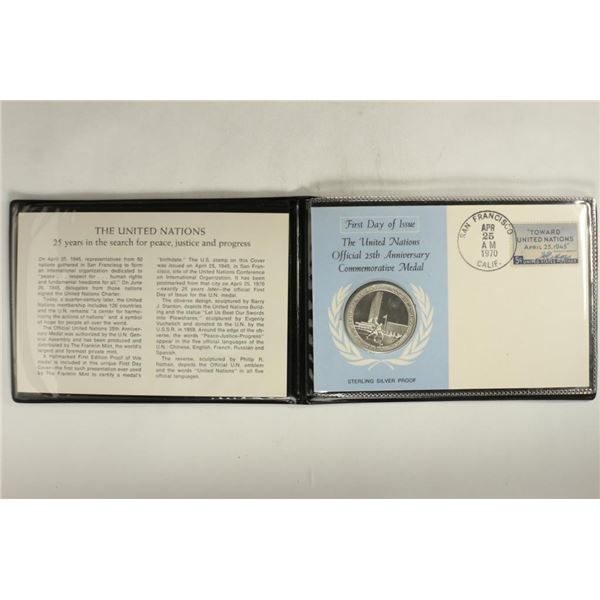 THE UNITED NATIONS
25 years in the search for peace, justice and progress
On April 25, 1945, representatives from 50
nations gathered in San Francisco to form
an international organization dedicated to
"peace . . . respect for . . . human rights
and fundamental freedoms for all." On June
26, 1945, delegates from those nations
signed the United Nations Charter.
Today, a quarter-century later, the United
Nations membership includes 126 countries
and the U.N. remains "a center for harmo-
nizing the actions of nations" and a symbol
of hope for people all over the world.
The Official United Nations 25th Anniver-
sary Medal was authorized by the U.N. Gen-
eral Assembly and has been produced and
minted by The Franklin Mint, the world's
largest and foremost private mint.
A Hallmarked First Edition Proof of this
medal is included in this unique First Day
Cover—the first such presentation ever used
by The Franklin Mint to certify a medal's
"birthdate." The U.S. stamp on this Cover
was issued on April 25, 1945, in San Fran-
cisco, site of the United Nations Conference
on International Organization. It has been
postmarked in that city on April 25, 1970
—exactly 25 years later—the official First
Day of Issue for the U.N. medal.
The obverse design, sculptured by Barry
J. Stanton, depicts the United Nations Build-
ing and the statue "Let Us Beat Our Swords
into Plowshares," sculptured by Evgeniy
Vuchetich and donated to the U.N. by the
U.S.S.R. in 1959. Around the edge of the ob-
verse, the words "Peace-Justice-Progress"
appear in the five official languages of the
U.N.: Chinese, English, French, Russian and
Spanish.
The reverse, sculptured by Philip R.
Nathan, depicts the Official U.N. emblem
and the words "United Nations" in all five
official languages.
First Day of Issue
The United Nations
Official 25th Anniversary
Commemorative Medal
STERLING SILVER PROOF
SAN FRANCISCO
APR
25
AM
1970
CALIF.
"TOWARD
UNITED NATIONS
APRIL 25, 1945"
5¢ UNITED STATES POSTAGE